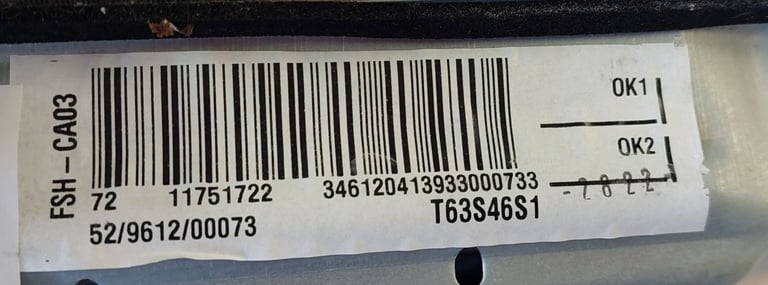 FSH-CA03
OK1
OK2
72 11751722 346120413933000733
52/9612/00073
T63S46S1